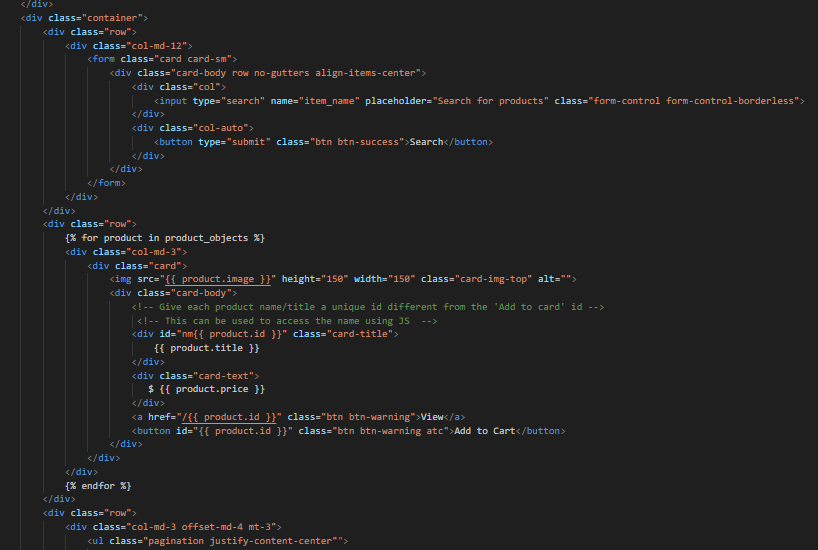 </div>
<div class="container">
<div class="row">
<div class="col-md-12">
<form class="card card-sm">
<div class="card-body row no-gutters align-items-center">
<div class="col">
<input type="search" name="item_name" placeholder="Search for products" class="form-control form-control-borderless">
</div>
<div class="col-auto">
<button type="submit" class="btn btn-success">Search</button>
</div>
</div>
</form>
</div>
</div>
<div class="row">
{% for product in product_objects %}
<div class="col-md-3">
<div class="card">
<img src="{{ product.image }}" height="150" width="150" class="card-img-top" alt="">
<div class="card-body">
<!-- Give each product name/title a unique id different from the 'Add to card' id -->
<!-- This can be used to access the name using JS  -->
<div id="nm{{ product.id }}" class="card-title">
{{ product.title }}
</div>
<div class="card-text">
$ {{ product.price }}
</div>
<a href="/{{ product.id }}" class="btn btn-warning">View</a>
<button id="{{ product.id }}" class="btn btn-warning atc">Add to Cart</button>
</div>
</div>
</div>
{% endfor %}
</div>
<div class="row">
<div class="col-md-3 offset-md-4 mt-3">
<ul class="pagination justify-content-center"">